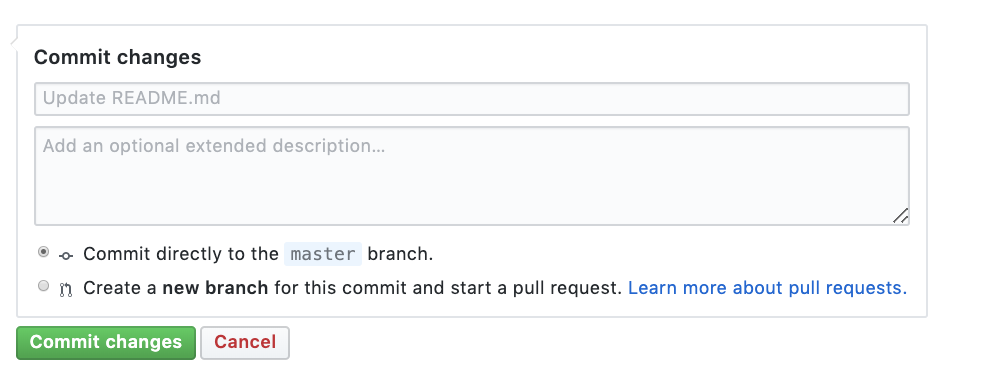 Commit changes
Update README.md
Add an optional extended description…
Commit directly to the master branch.
Create a new branch for this commit and start a pull request. Learn more about pull requests.
Commit changes Cancel